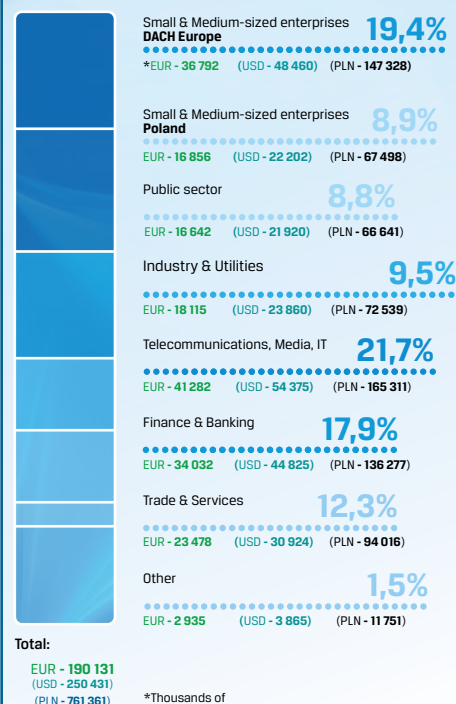 Small & Medium-sized enterprises
DACH Europe
19,4%
*EUR - 36 792 (USD - 48 460) (PLN - 147 328)
Small & Medium-sized enterprises
Poland
8,9%
EUR - 16 856 (USD - 22 202) (PLN - 67 498)
Public sector
8,8%
EUR - 16 642 (USD - 21 920) (PLN - 66 641)
Industry & Utilities
9,5%
EUR - 18 115 (USD - 23 860) (PLN - 72 539)
Telecommunications, Media, IT
21,7%
EUR - 41 282 (USD - 54 375) (PLN - 165 311)
Finance & Banking
17,9%
EUR - 34 032 (USD - 44 825) (PLN - 136 277)
Trade & Services
12,3%
EUR - 23 478 (USD - 30 924) (PLN - 94 016)
Other
1,5%
EUR - 2 935 (USD - 3 865) (PLN - 11 751)
Total:
EUR - 190 131
(USD - 250 431)
(PLN - 761 361)
*Thousands of